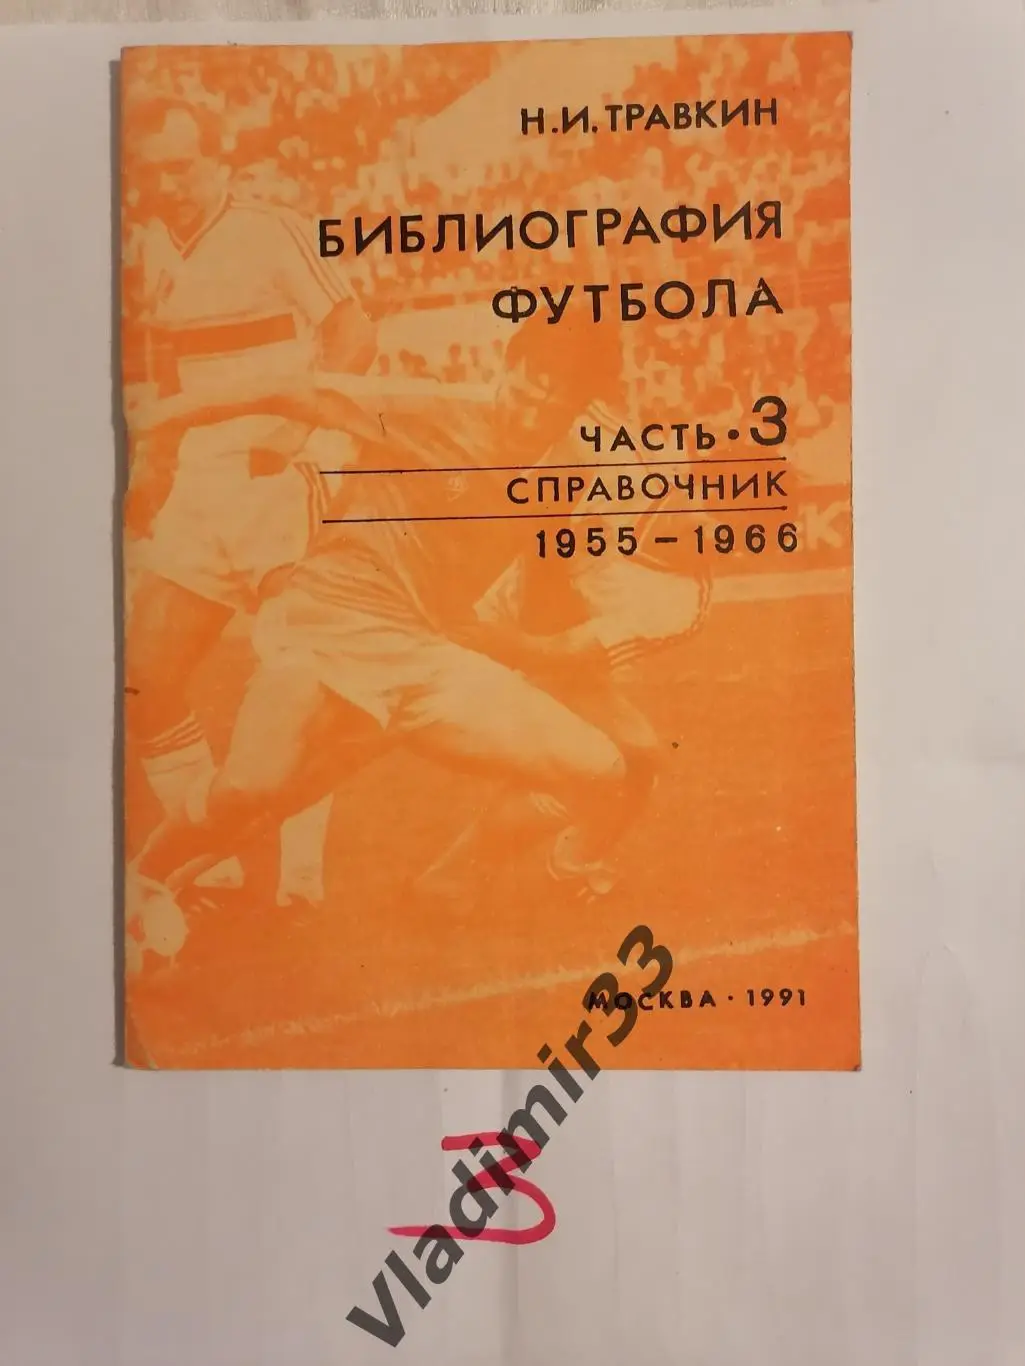 Н.И. ТРАВКИН
БИБЛИОГРАФИЯ
ФУТБОЛА
ЧАСТЬ • 3
СПРАВОЧНИК
1955 – 1966
МОСКВА • 1991
Vladimir33